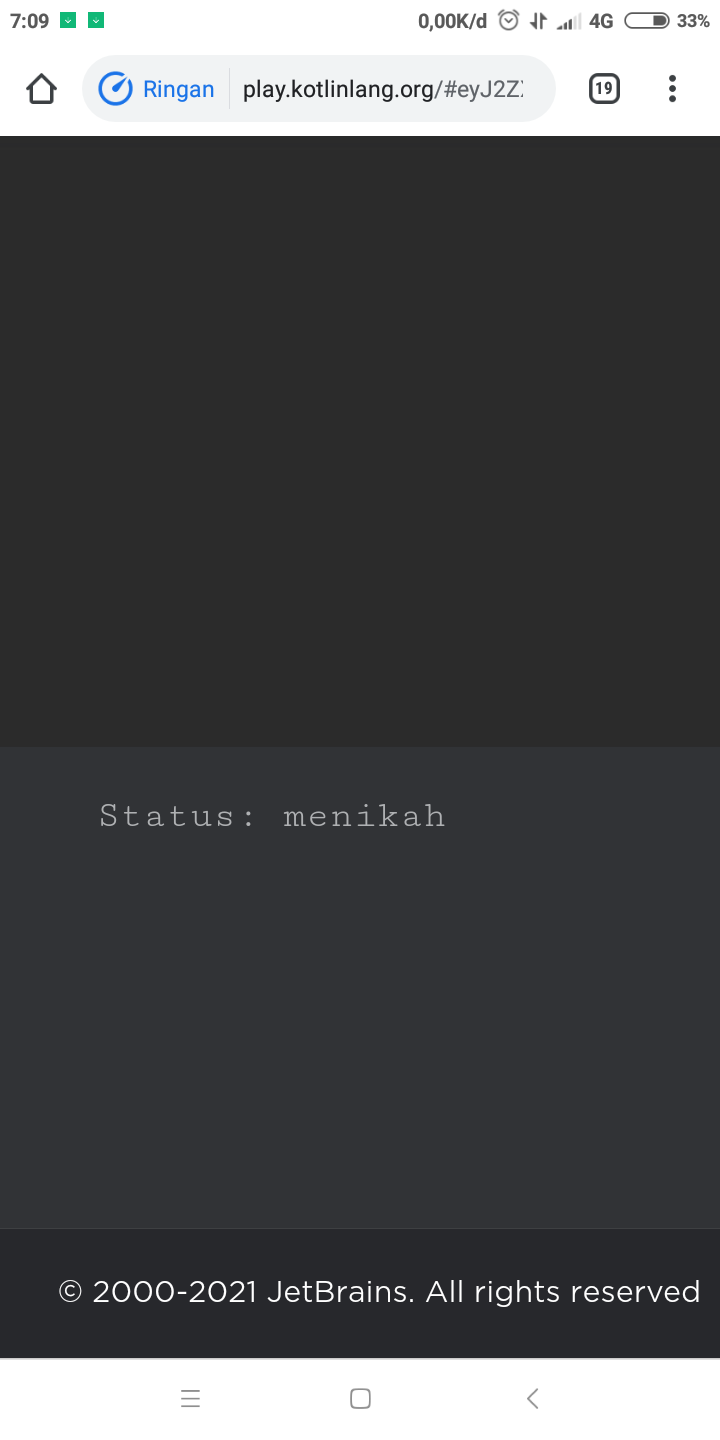 7:09 0,00K/d 4G 33%
Ringan play.kotlinlang.org/#eyJ2Z 19
Status: menikah
© 2000-2021 JetBrains. All rights reserved